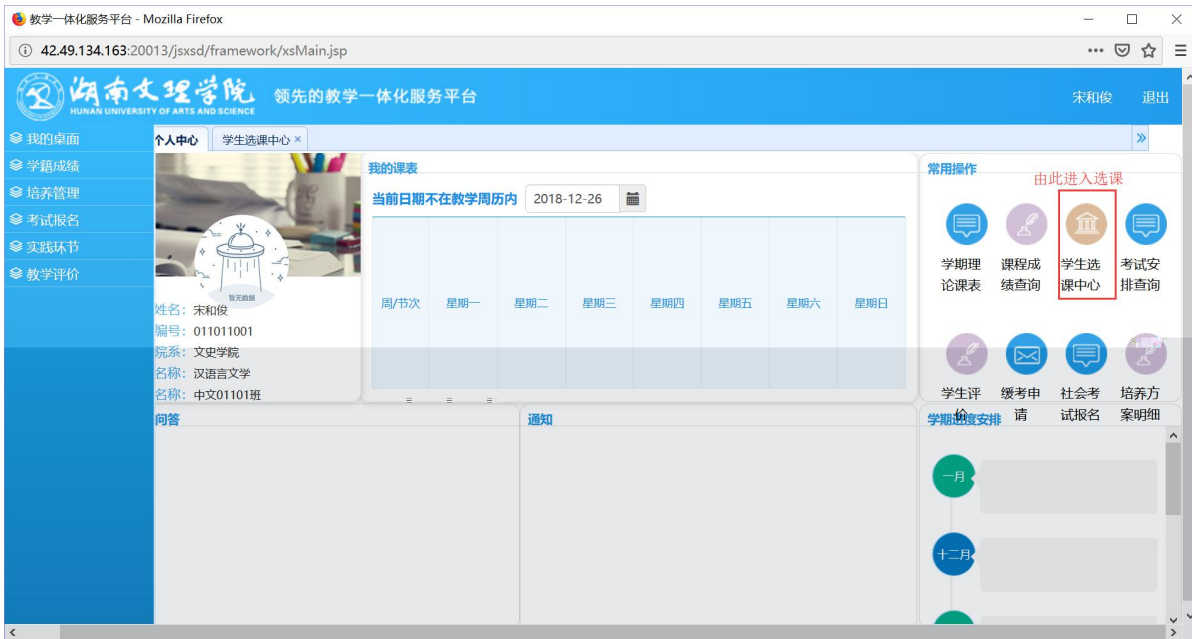 教学一体化服务平台 - Mozilla Firefox
42.49.134.163:20013/jsxsd/framework/xsMain.jsp
湖南文理学院
HUNAN UNIVERSITY OF ARTS AND SCIENCE
领先的教学一体化服务平台
宋和俊 退出
我的桌面
学籍成绩
培养管理
考试报名
实践环节
教学评价
个人中心 学生选课中心 ×
暂无数据
姓名：宋和俊
编号：011011001
院系：文史学院
名称：汉语言文学
名称：中文01101班
我的课表
当前日期不在教学周历内 2018-12-26
周/节次 星期一 星期二 星期三 星期四 星期五 星期六 星期日
常用操作
由此进入选课
学期理论课表
课程成绩查询
学生选课中心
考试安排查询
学生评价
缓考申请
社会考试报名
培养方案明细
问答
通知
学期进度安排
一月
十二月